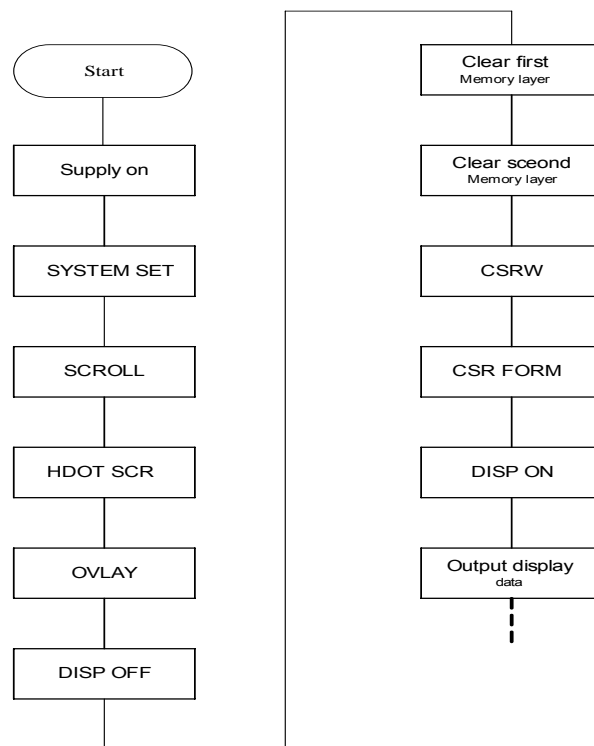 Start
Supply on
SYSTEM SET
SCROLL
HDOT SCR
OVLAY
DISP OFF
Clear first
Memory layer
Clear sceond
Memory layer
CSRW
CSR FORM
DISP ON
Output display
data